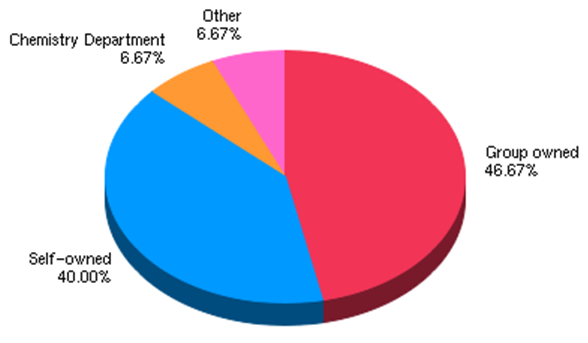 Other
6.67%
Chemistry Department
6.67%
Group owned
46.67%
Self-owned
40.00%